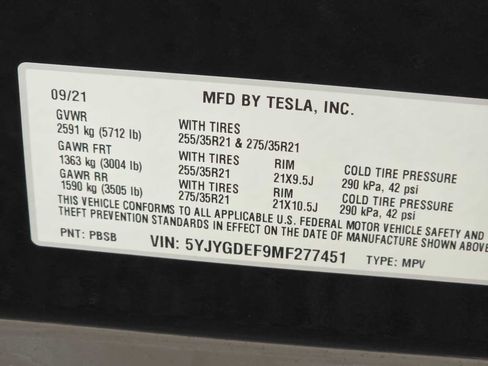 09/21 MFD BY TESLA, INC.
GVWR
2591 kg (5712 lb) WITH TIRES
255/35R21 & 275/35R21
GAWR FRT WITH TIRES RIM COLD TIRE PRESSURE
1363 kg (3004 lb) 255/35R21 21X9.5J 290 kPa, 42 psi
GAWR RR WITH TIRES RIM COLD TIRE PRESSURE
1590 kg (3505 lb) 275/35R21 21X10.5J 290 kPa, 42 psi
THIS VEHICLE CONFORMS TO ALL APPLICABLE U.S. FEDERAL MOTOR VEHICLE SAFETY AND
THEFT PREVENTION STANDARDS IN EFFECT ON THE DATE OF MANUFACTURE SHOWN ABOVE
PNT: PBSB VIN: 5YJYGDEF9MF277451 TYPE: MPV